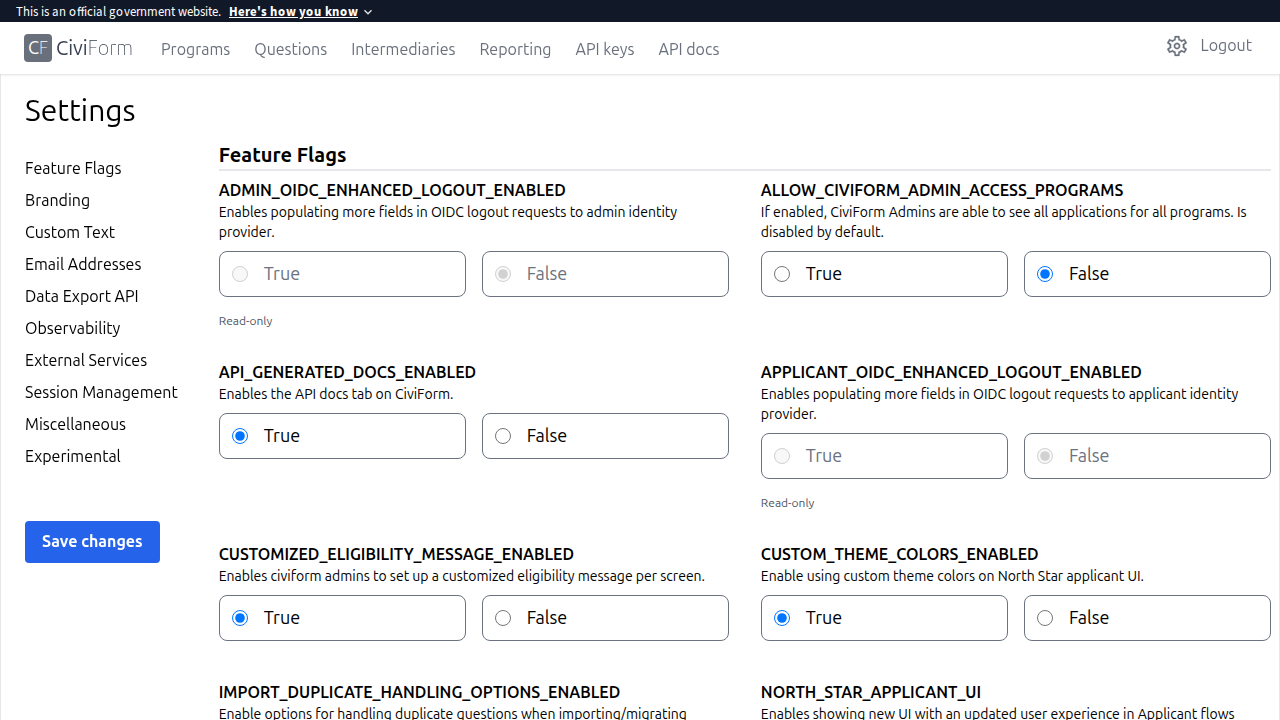 This is an official government website. Here's how you know
CF CiviForm Programs Questions Intermediaries Reporting API keys API docs Logout
Settings
Feature Flags
Branding
Custom Text
Email Addresses
Data Export API
Observability
External Services
Session Management
Miscellaneous
Experimental
Save changes
Feature Flags
ADMIN_OIDC_ENHANCED_LOGOUT_ENABLED
Enables populating more fields in OIDC logout requests to admin identity
provider.
True False
Read-only
ALLOW_CIVIFORM_ADMIN_ACCESS_PROGRAMS
If enabled, CiviForm Admins are able to see all applications for all programs. Is
disabled by default.
True False
API_GENERATED_DOCS_ENABLED
Enables the API docs tab on CiviForm.
True False
APPLICANT_OIDC_ENHANCED_LOGOUT_ENABLED
Enables populating more fields in OIDC logout requests to applicant identity
provider.
True False
Read-only
CUSTOMIZED_ELIGIBILITY_MESSAGE_ENABLED
Enables civiform admins to set up a customized eligibility message per screen.
True False
CUSTOM_THEME_COLORS_ENABLED
Enable using custom theme colors on North Star applicant UI.
True False
IMPORT_DUPLICATE_HANDLING_OPTIONS_ENABLED
Enable options for handling duplicate questions when importing/migrating
NORTH_STAR_APPLICANT_UI
Enables showing new UI with an updated user experience in Applicant flows